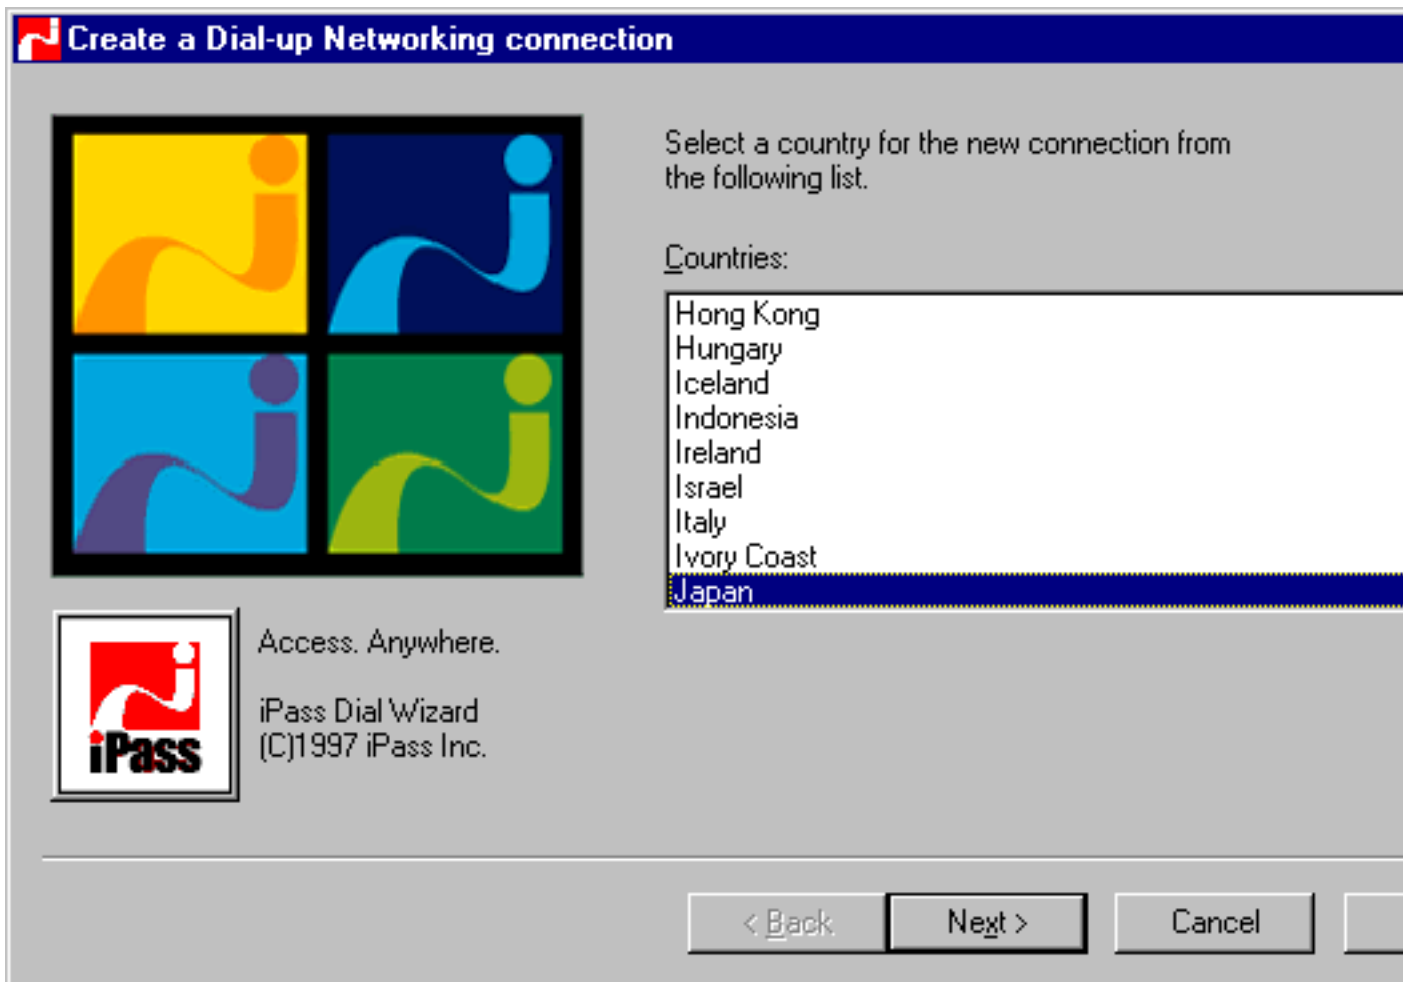 Create a Dial-up Networking connection
Select a country for the new connection from
the following list.
Countries:
Hong Kong
Hungary
Iceland
Indonesia
Ireland
Israel
Italy
Ivory Coast
Japan
Access. Anywhere.
iPass Dial Wizard
(C)1997 iPass Inc.
iPass
< Back
Next >
Cancel